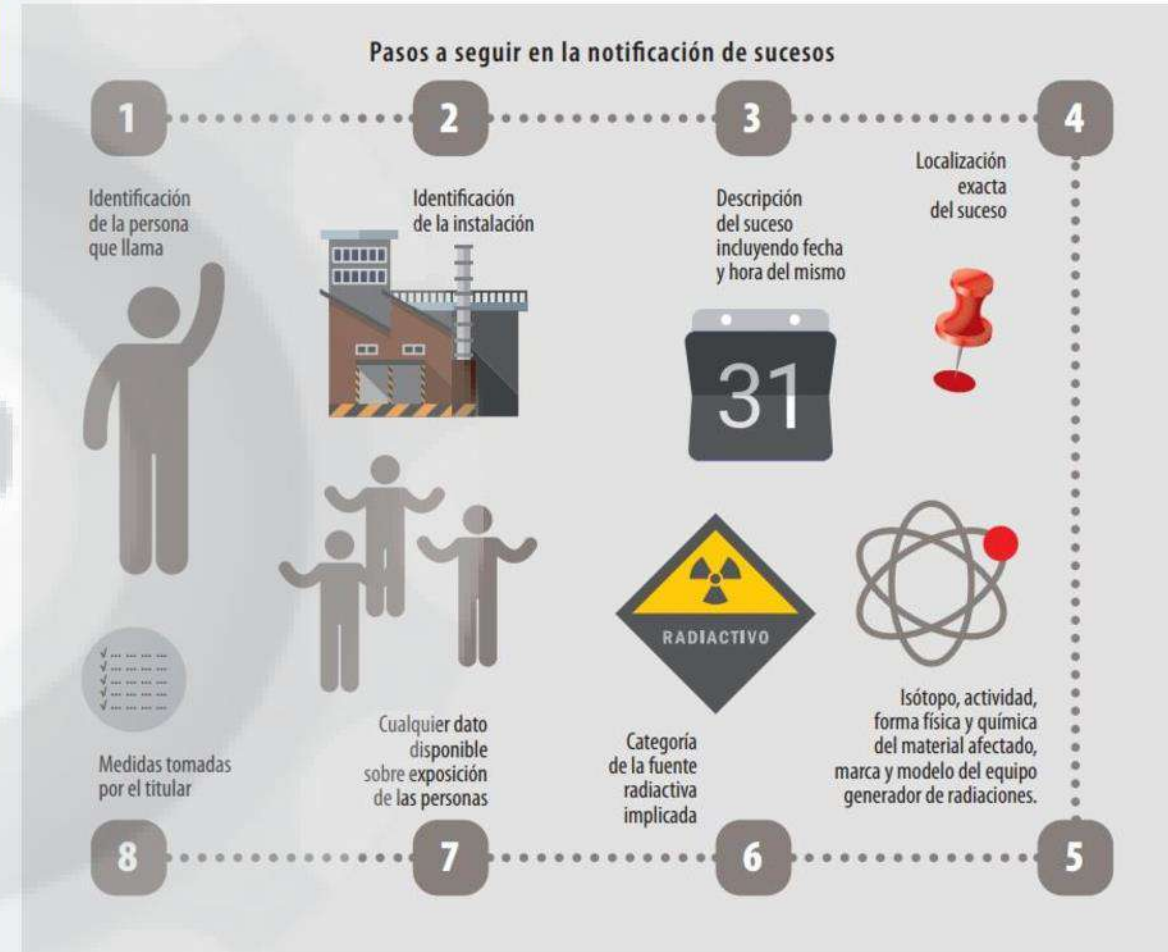 Pasos a seguir en la notificación de sucesos
1
2
3
4
Identificación
de la persona
que llama
Identificación
de la instalación
Descripción
del suceso
incluyendo fecha
y hora del mismo
31
Localización
exacta
del suceso
Isótopo, actividad,
forma física y química
del material afectado,
marca y modelo del equipo
generador de radiaciones.
5
RADIACTIVO
Categoría
de la fuente
radiactiva
implicada
6
Cualquier dato
disponible
sobre exposición
de las personas
7
Medidas tomadas
por el titular
8